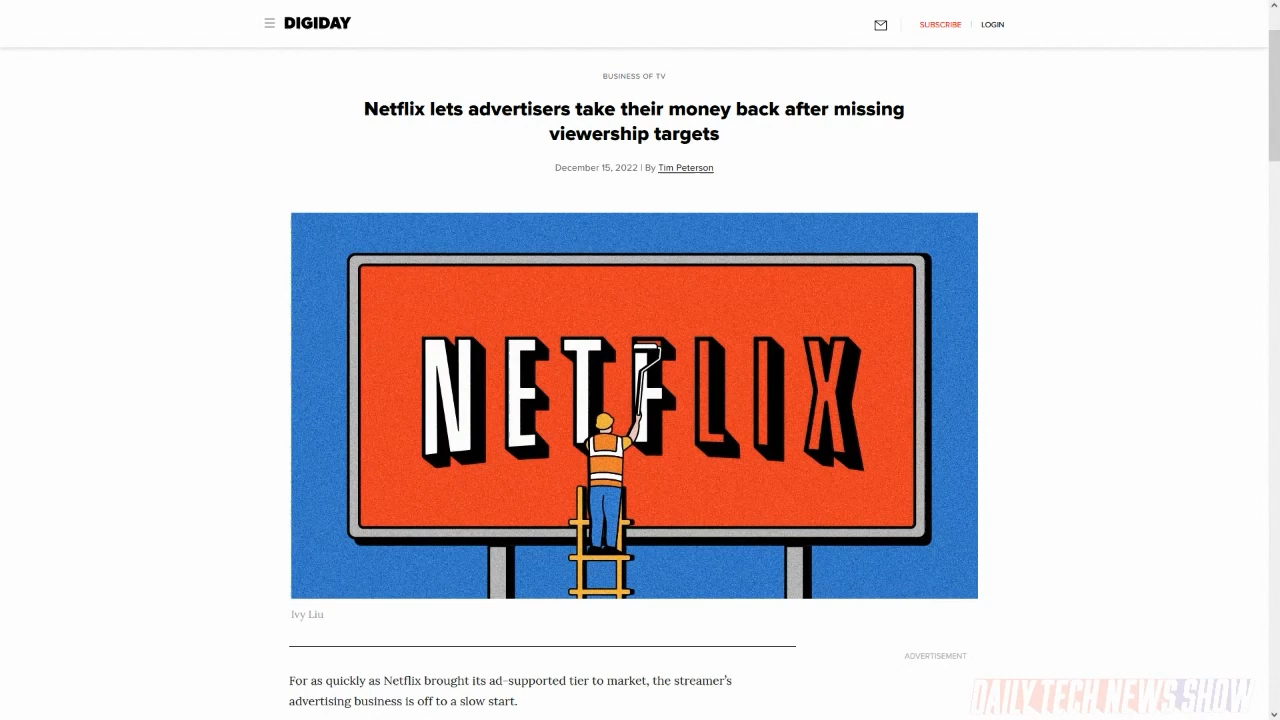 DIGIDAY
SUBSCRIBE
LOGIN
BUSINESS OF TV
Netflix lets advertisers take their money back after missing
viewership targets
December 15, 2022 | By Tim Peterson
NETFLIX
Ivy Liu
ADVERTISEMENT
For as quickly as Netflix brought its ad-supported tier to market, the streamer's
advertising business is off to a slow start.
DAILY TECH NEWS SHOW